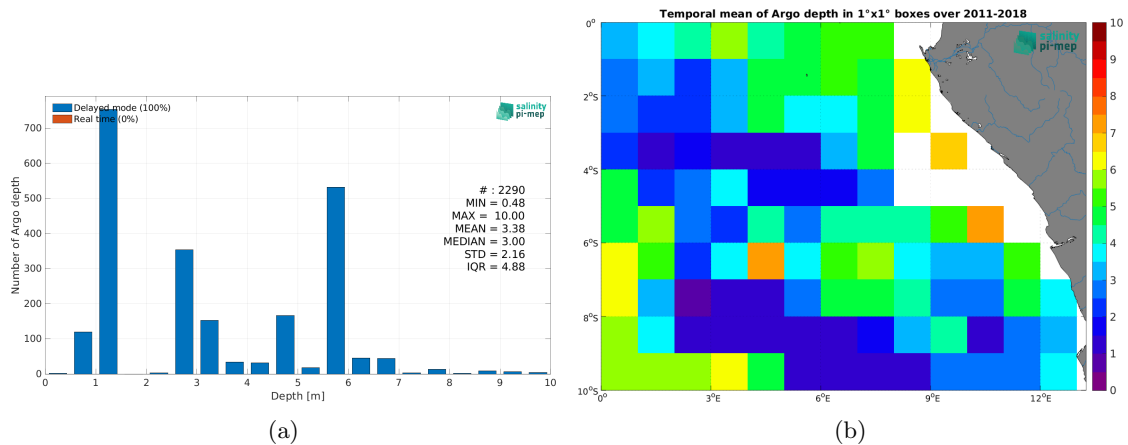 Delayed mode (100%)
Real time (0%)
salinity
pi-mep
Number of Argo depth
700
600
500
400
300
200
100
0
# : 2290
MIN = 0.48
MAX = 10.00
MEAN = 3.38
MEDIAN = 3.00
STD = 2.16
IQR = 4.88
0 1 2 3 4 5 6 7 8 9 10
Depth [m]
(a)
Temporal mean of Argo depth in 1°x1° boxes over 2011-2018
salinity
pi-mep
0°
2°S
4°S
6°S
8°S
10°S
0° 3°E 6°E 9°E 12°E
10
9
8
7
6
5
4
3
2
1
0
(b)